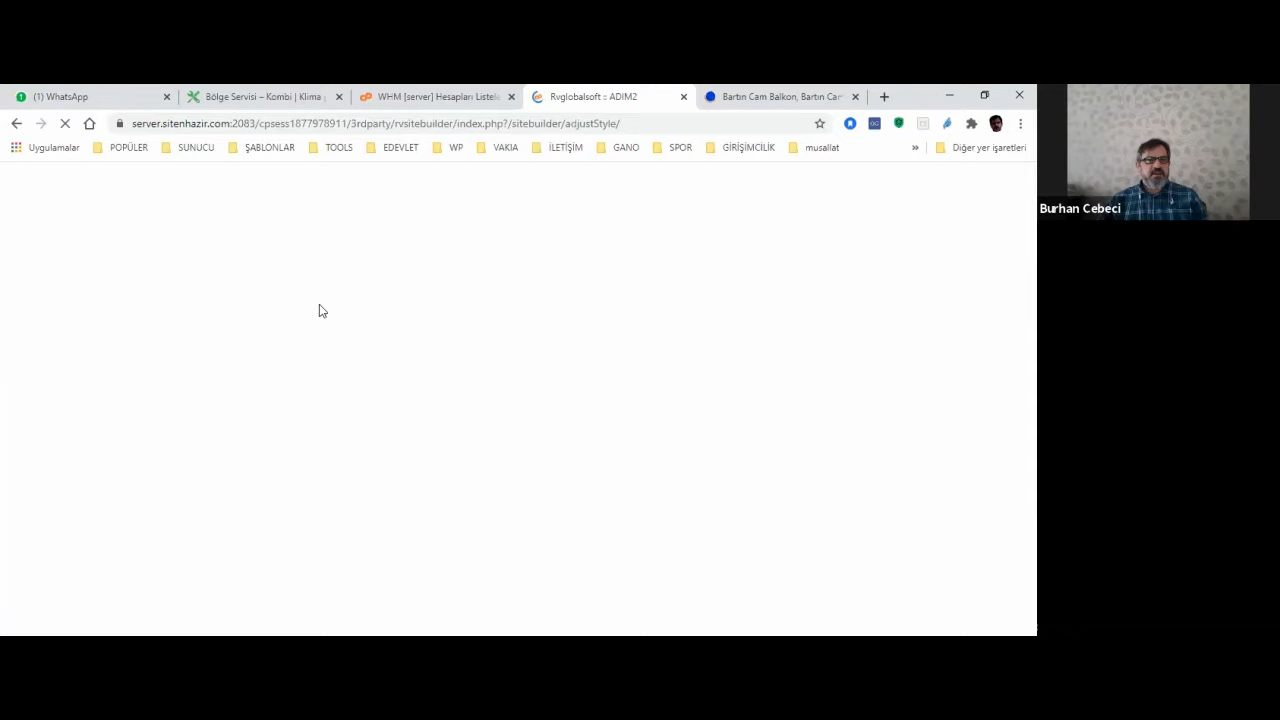 (1) WhatsApp
Bölge Servisi – Kombi | Klima
WHM [server] Hesapları Listele
Rvglobalsoft :: ADIM2
Bartın Cam Balkon, Bartın Car
server.sitenhazir.com:2083/cpsess1877978911/3rdparty/rvsitebuilder/index.php?/sitebuilder/adjustStyle/
Uygulamalar POPÜLER SUNUCU ŞABLONLAR TOOLS EDEVLET WP VAKIA İLETİŞİM GANO SPOR GİRİŞİMCİLİK musallat » Diğer yer işaretleri
Burhan Cebeci